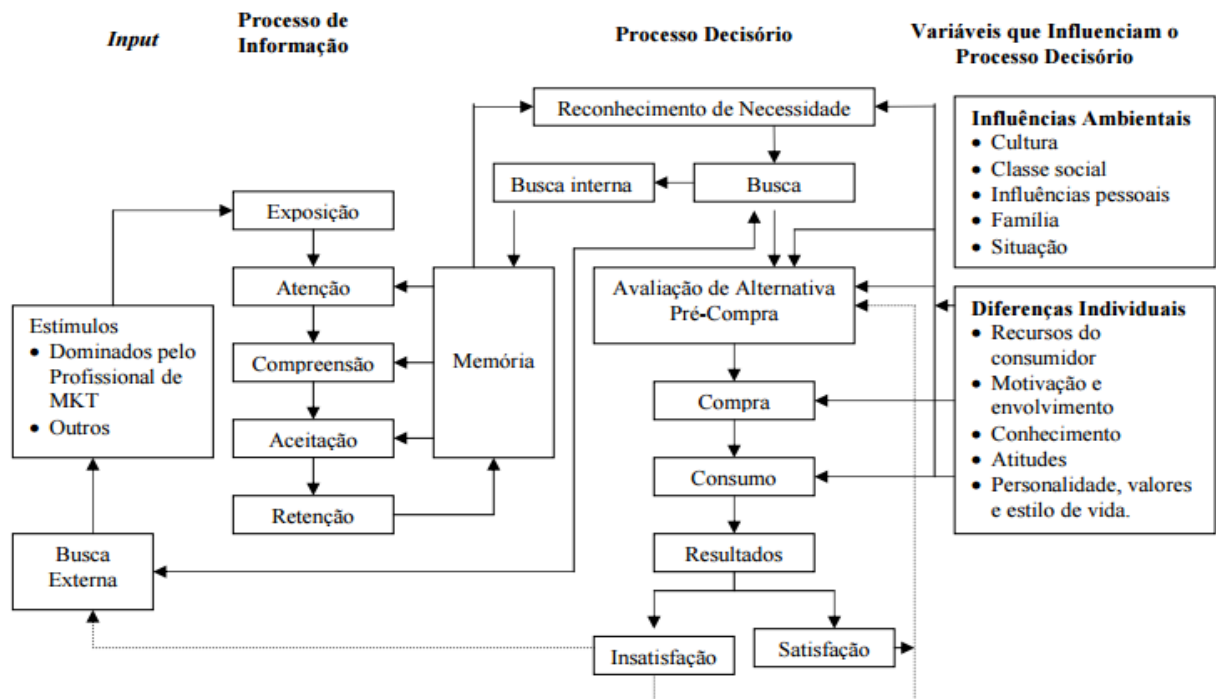 Input
Processo de
Informação
Processo Decisório
Variáveis que Influenciam o
Processo Decisório
Estímulos
• Dominados pelo
Profissional de
MKT
• Outros
Busca
Externa
Exposição
Atenção
Compreensão
Aceitação
Retenção
Memória
Reconhecimento de Necessidade
Busca interna
Busca
Avaliação de Alternativa
Pré-Compra
Compra
Consumo
Resultados
Insatisfação
Satisfação
Influências Ambientais
• Cultura
• Classe social
• Influências pessoais
• Família
• Situação
Diferenças Individuais
• Recursos do
consumidor
• Motivação e
envolvimento
• Conhecimento
• Atitudes
• Personalidade, valores
e estilo de vida.